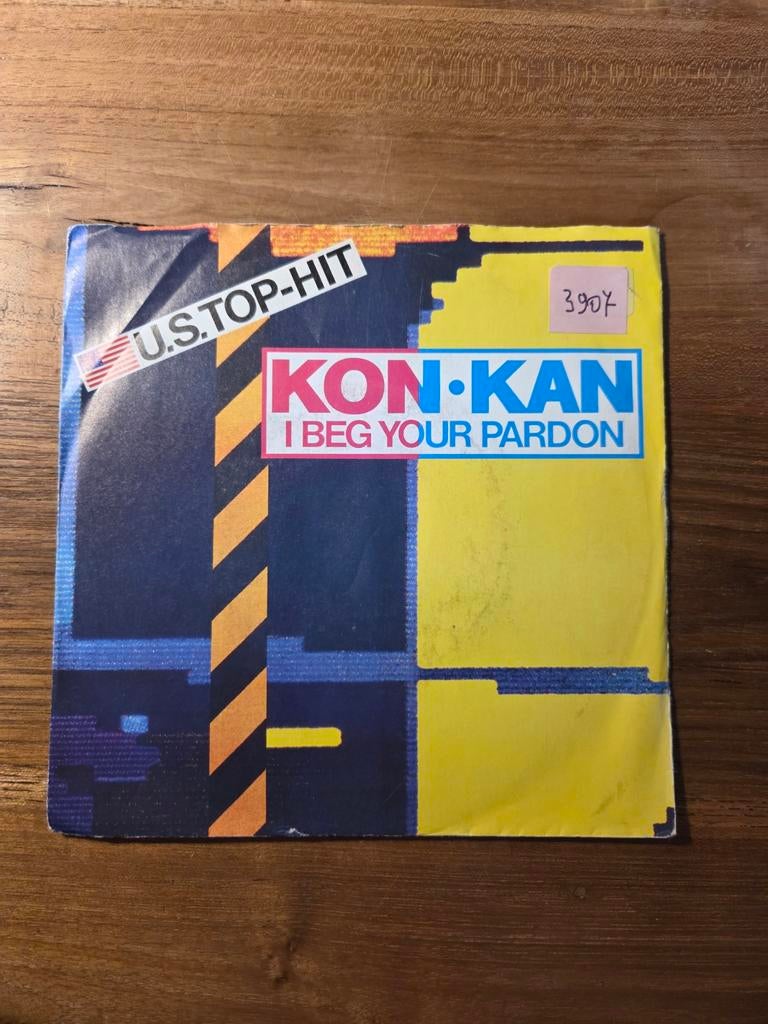 U.S.TOP-HIT
3907
KON•KAN
I BEG YOUR PARDON